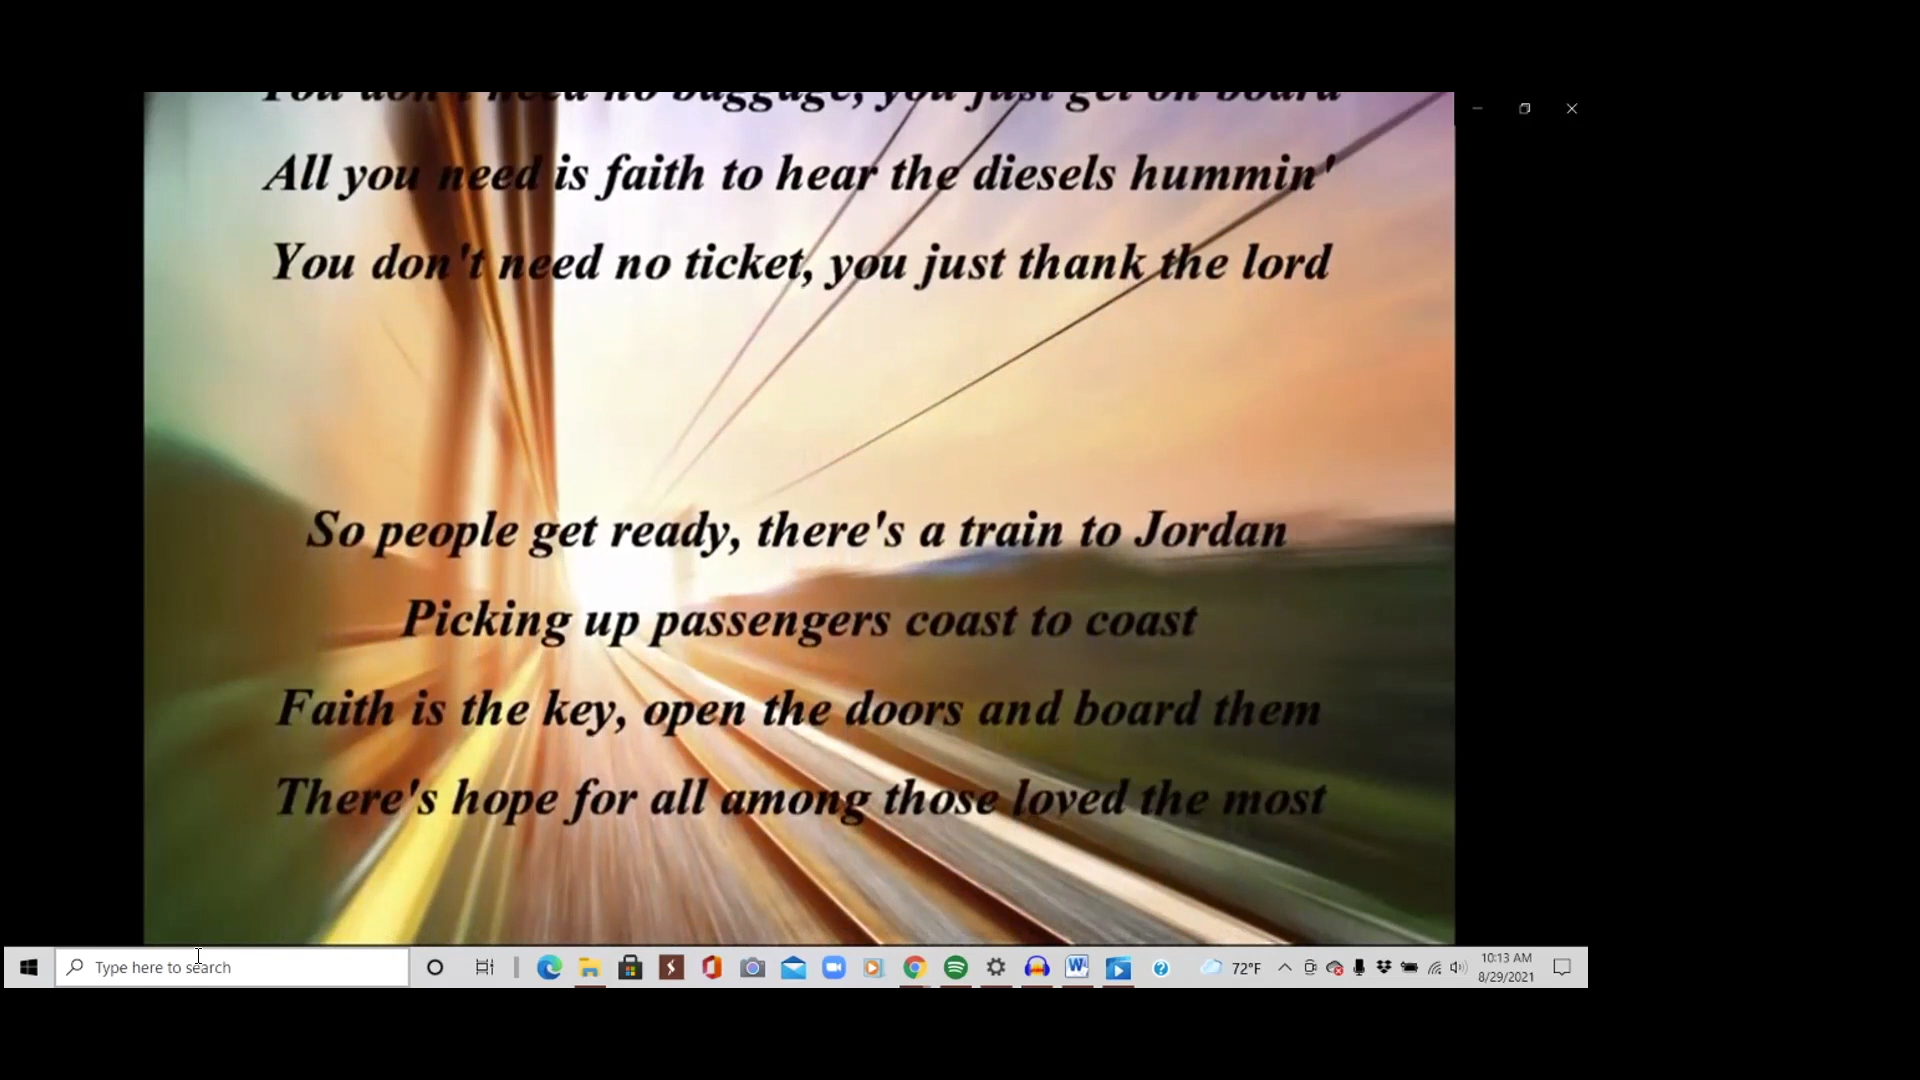 You don't need no baggage, you just get on board
All you need is faith to hear the diesels hummin'
You don't need no ticket, you just thank the lord
So people get ready, there's a train to Jordan
Picking up passengers coast to coast
Faith is the key, open the doors and board them
There's hope for all among those loved the most
Type here to search
72°F
10:13 AM
8/29/2021